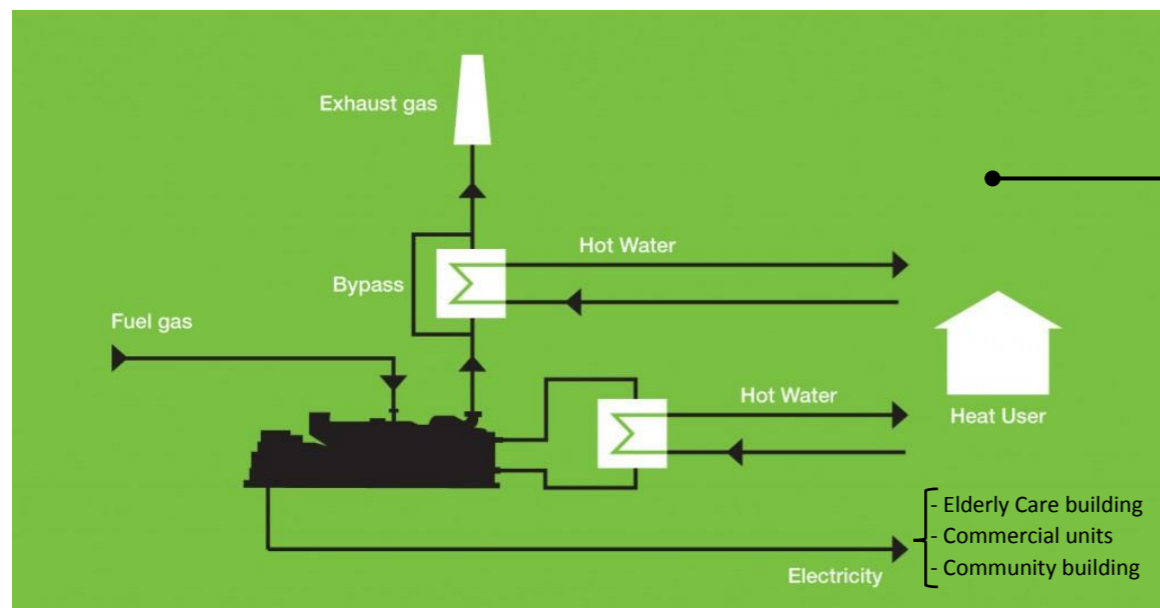 Exhaust gas
Hot Water
Bypass
Fuel gas
Hot Water
Heat User
- Elderly Care building
- Commercial units
- Community building
Electricity